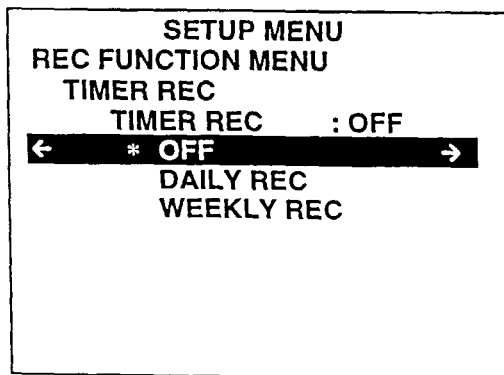 SETUP MENU
REC FUNCTION MENU
TIMER REC
TIMER REC : OFF
← * OFF →
DAILY REC
WEEKLY REC